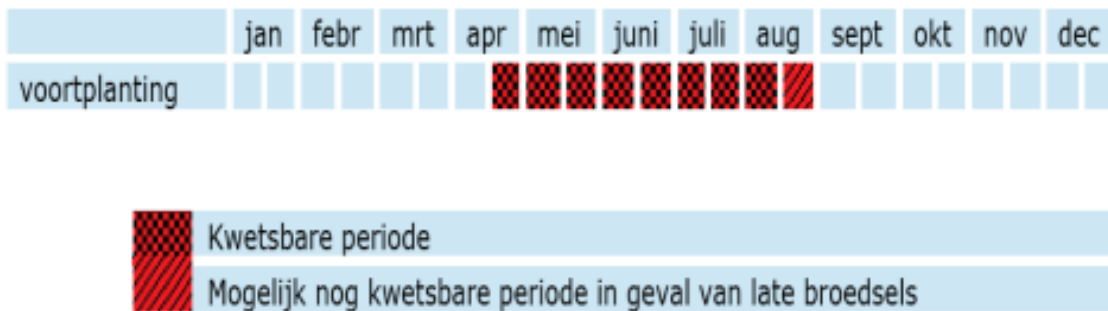 jan febr mrt apr mei juni juli aug sept okt nov dec
voortplanting
Kwetsbare periode
Mogelijk nog kwetsbare periode in geval van late broedsels